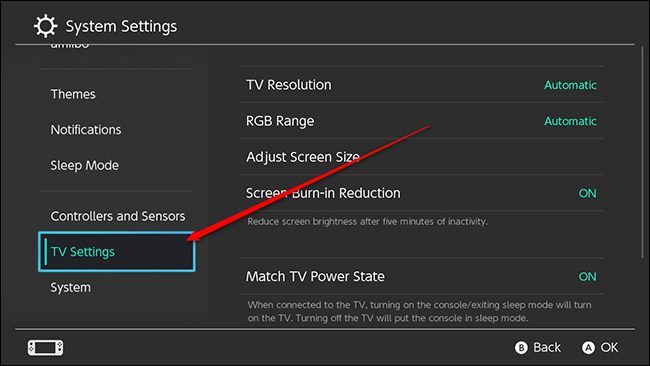 System Settings
amiibo
Themes
Notifications
Sleep Mode
Controllers and Sensors
TV Settings
System
TV Resolution Automatic
RGB Range Automatic
Adjust Screen Size
Screen Burn-in Reduction ON
Reduce screen brightness after five minutes of inactivity.
Match TV Power State ON
When connected to the TV, turning on the console/exiting sleep mode will turn
on the TV. Turning off the TV will put the console in sleep mode.
B Back A OK